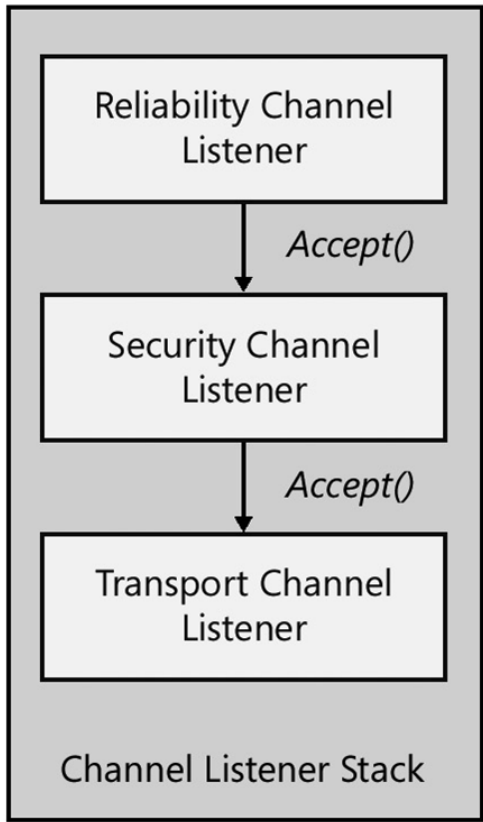 Reliability Channel
Listener
Accept()
Security Channel
Listener
Accept()
Transport Channel
Listener
Channel Listener Stack